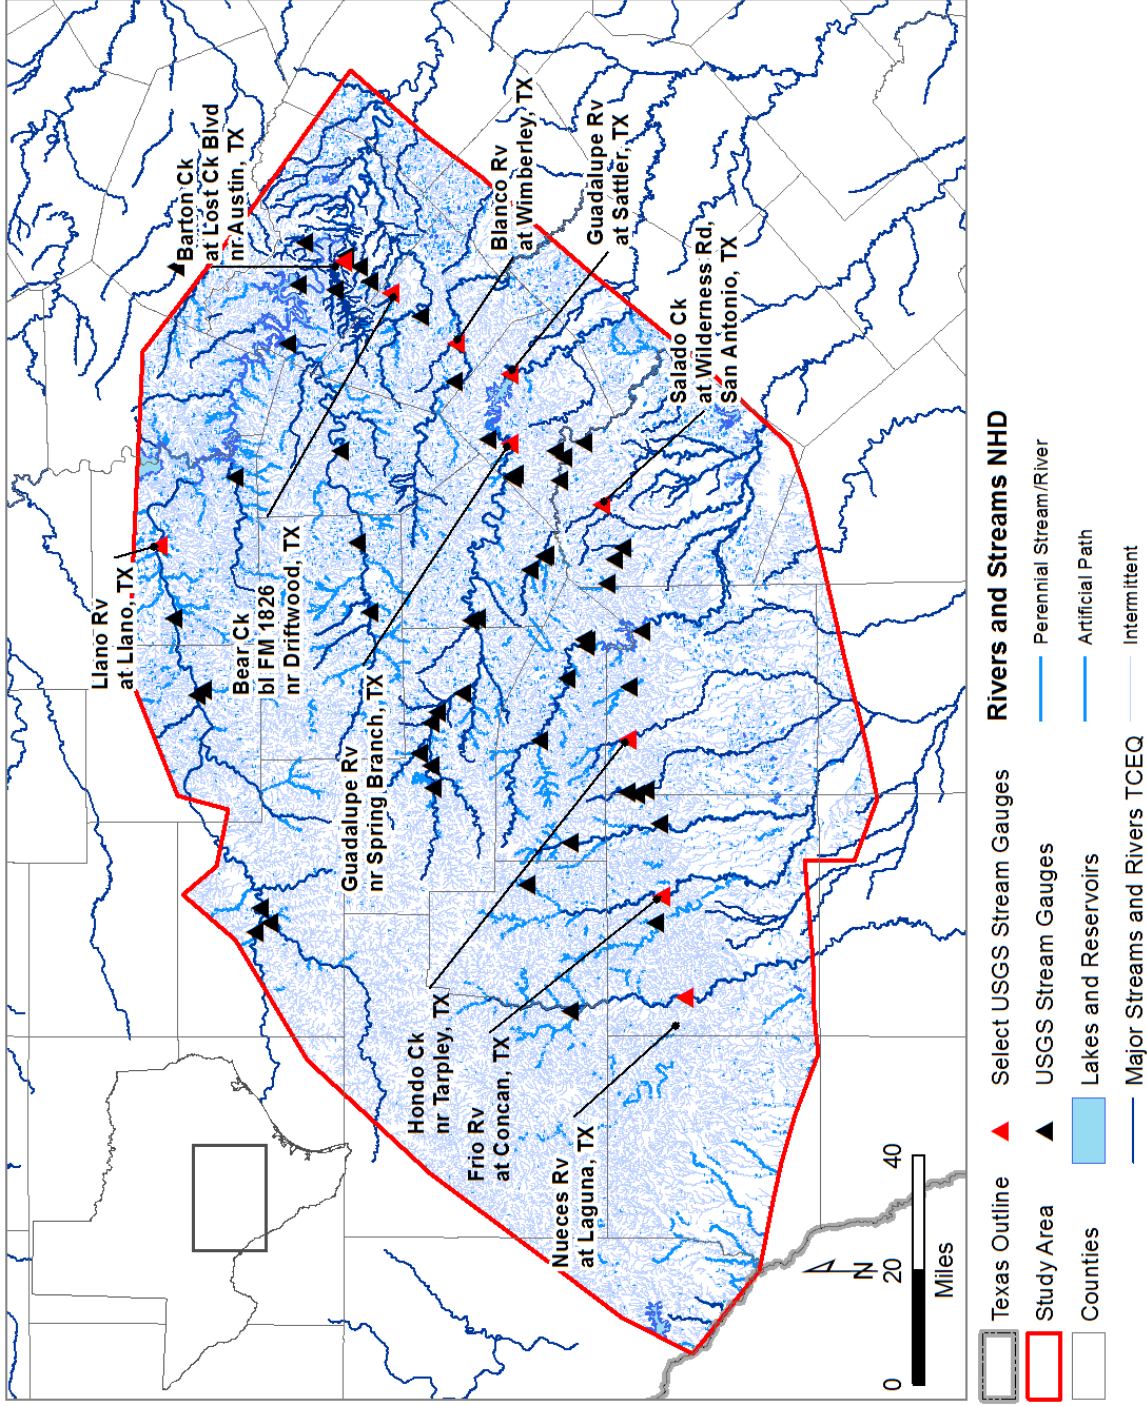 Llano Rv
at Llano, TX
Barton Ck
at Lost Ck Blvd
nr Austin, TX
Bear Ck
bl FM 1826
nr Driftwood, TX
Guadalupe Rv
nr Spring Branch, TX
Blanco Rv
at Wimberley, TX
Guadalupe Rv
at Sattler, TX
Hondo Ck
nr Tarpley, TX
Frio Rv
at Concan, TX
Nueces Rv
at Laguna, TX
Salado Ck
at Wilderness Rd,
San Antonio, TX
N
0 20 40
Miles
Texas Outline
Study Area
Counties
Select USGS Stream Gauges
USGS Stream Gauges
Lakes and Reservoirs
Major Streams and Rivers TCEQ
Rivers and Streams NHD
Perennial Stream/River
Artificial Path
Intermittent